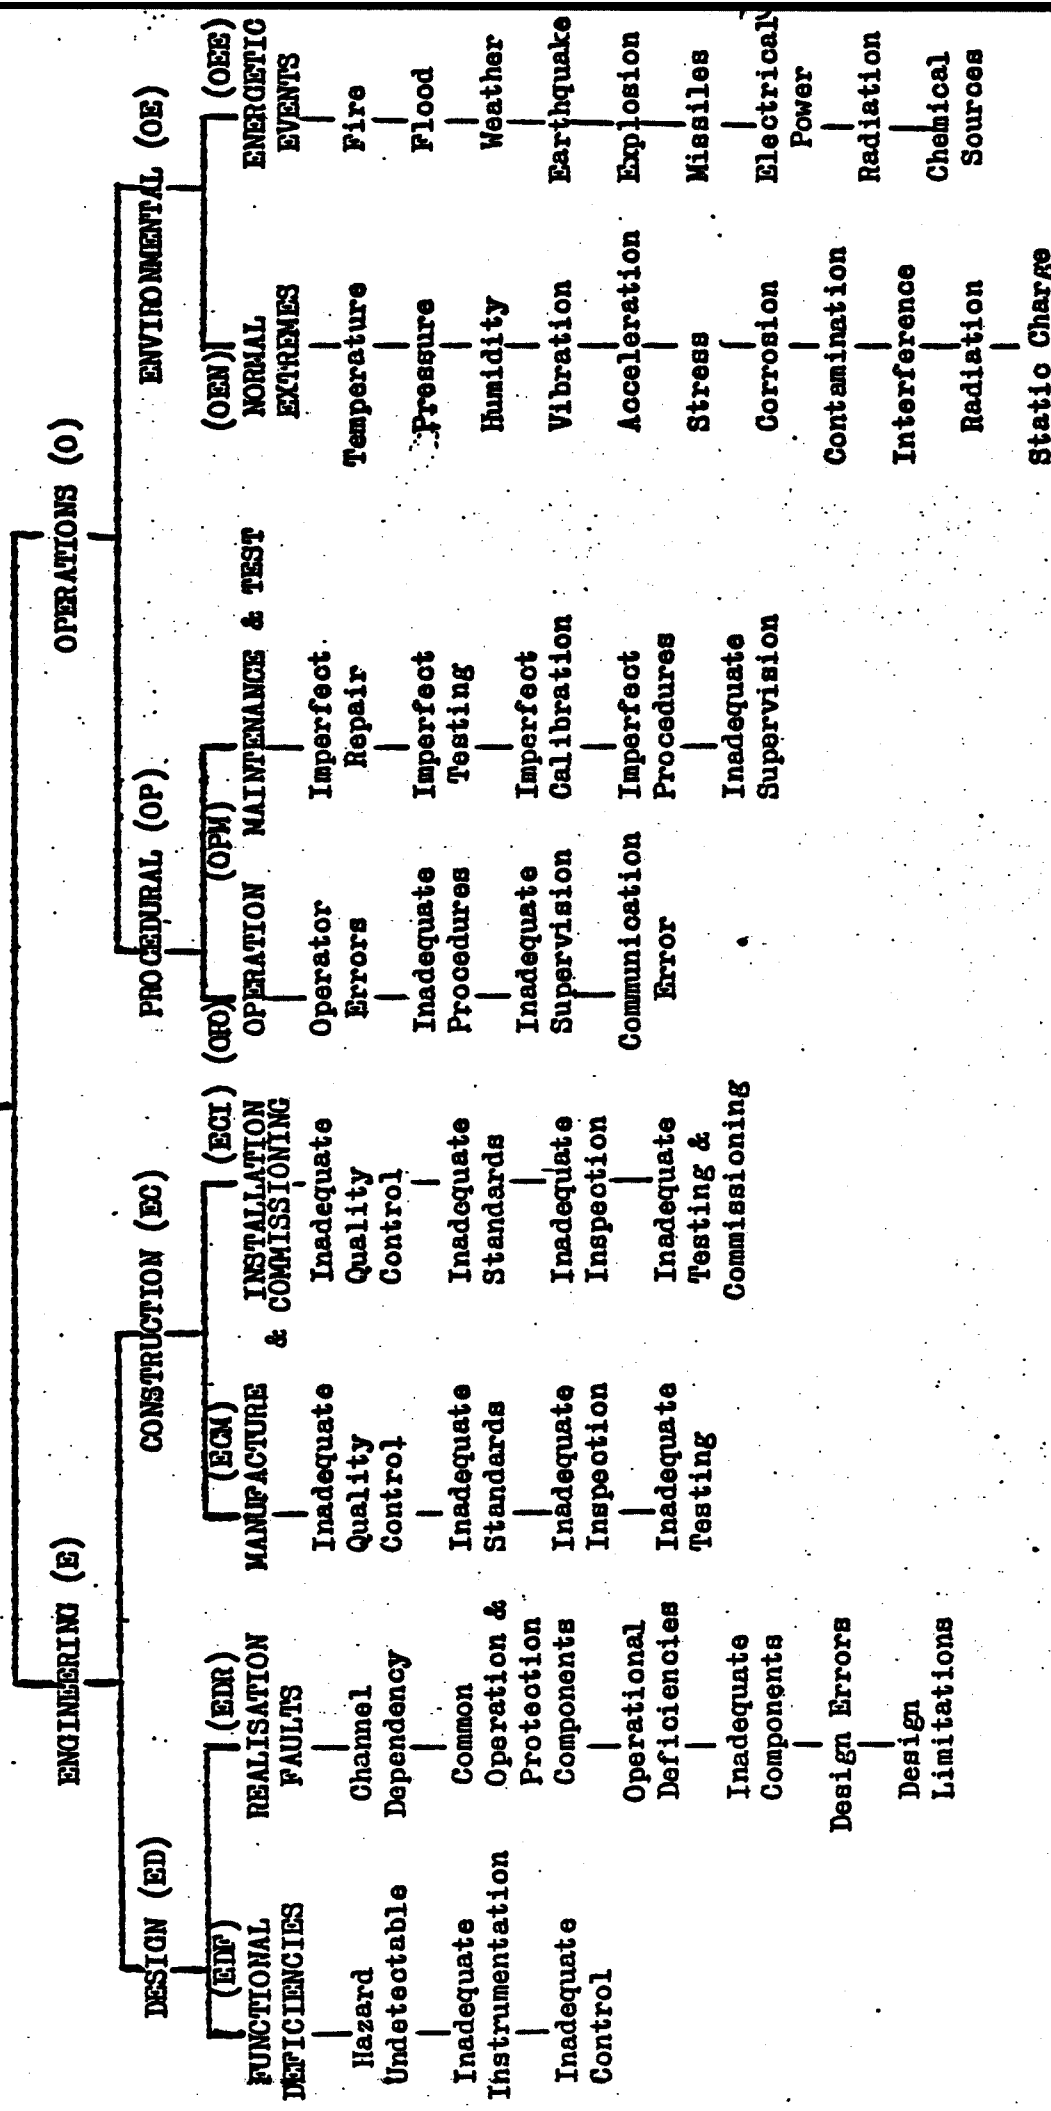 ENGINEERING (E)
OPERATIONS (O)
DESIGN (ED)
CONSTRUCTION (EC)
PROCEDURAL (OP)
ENVIRONMENTAL (OE)
(EDF)
FUNCTIONAL
DEFICIENCIES
Hazard
Undetectable
Inadequate
Instrumentation
Inadequate
Control
(EDR)
REALISATION
FAULTS
Channel
Dependency
Common
Operation &
Protection
Components
Operational
Deficiencies
Inadequate
Components
Design Errors
Design
Limitations
(ECM)
MANUFACTURE
Inadequate
Quality
Control
Inadequate
Standards
Inadequate
Inspection
Inadequate
Testing
(ECI)
INSTALLATION
& COMMISSIONING
Inadequate
Quality
Control
Inadequate
Standards
Inadequate
Inspection
Inadequate
Testing &
Commissioning
(OPO)
OPERATION
Operator
Errors
Inadequate
Procedures
Inadequate
Supervision
Communication
Error
(OPM)
MAINTENANCE & TEST
Imperfect
Repair
Imperfect
Testing
Imperfect
Calibration
Imperfect
Procedures
Inadequate
Supervision
(OEN)
NORMAL
EXTREMES
Temperature
Pressure
Humidity
Vibration
Acceleration
Stress
Corrosion
Contamination
Interference
Radiation
Static Charge
(OEE)
ENERGETIC
EVENTS
Fire
Flood
Weather
Earthquake
Explosion
Missiles
Electrical
Power
Radiation
Chemical
Sources